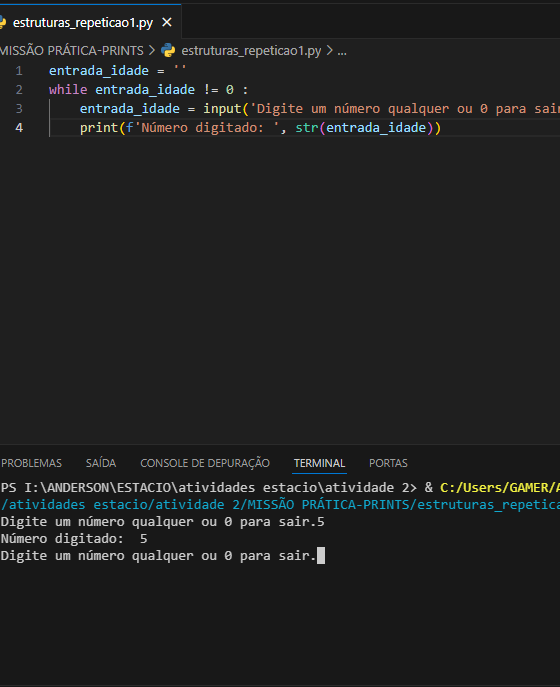 estruturas_repeticao1.py ×
MISSÃO PRÁTICA-PRINTS > estruturas_repeticao1.py > ...
1 entrada_idade = ''
2 while entrada_idade != 0 :
3 entrada_idade = input('Digite um número qualquer ou 0 para sair
4 print(f'Número digitado: ', str(entrada_idade))
PROBLEMAS SAÍDA CONSOLE DE DEPURAÇÃO TERMINAL PORTAS
PS I:\ANDERSON\ESTACIO\atividades estacio\atividade 2> & C:/Users/GAMER/A
/atividades estacio/atividade 2/MISSÃO PRÁTICA-PRINTS/estruturas_repetica
Digite um número qualquer ou 0 para sair.5
Número digitado:  5
Digite um número qualquer ou 0 para sair.